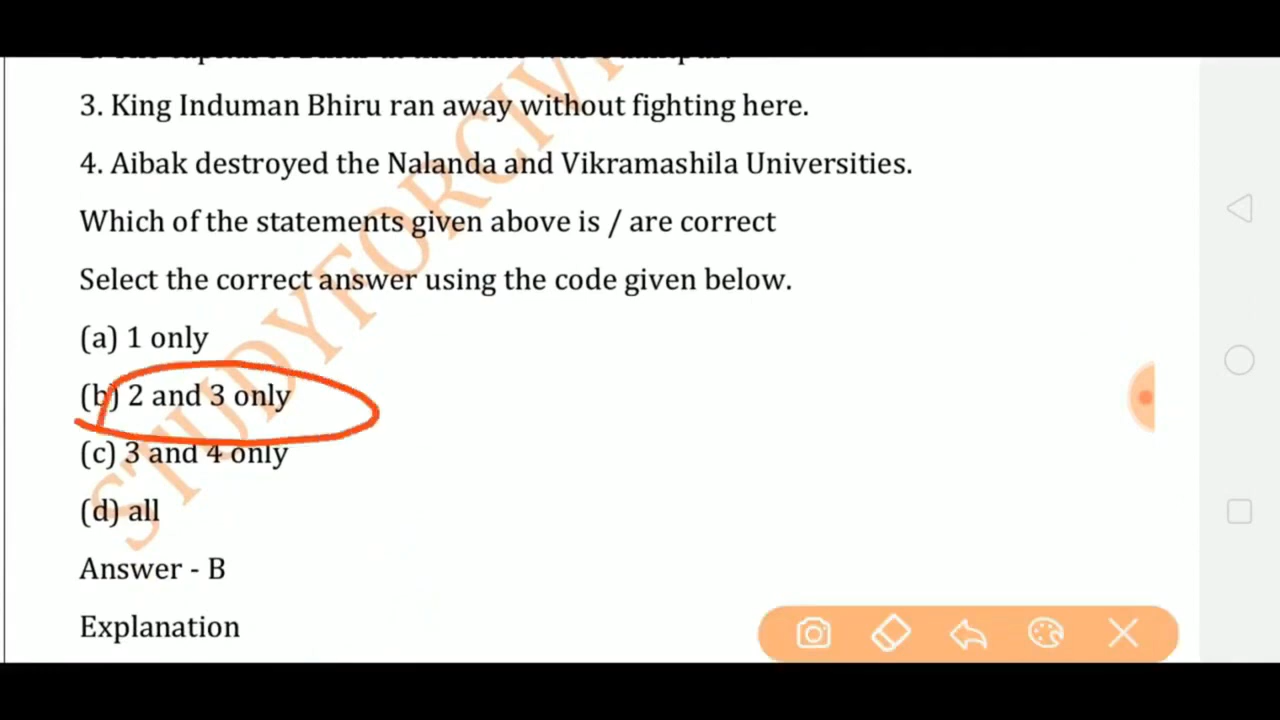 3. King Induman Bhiru ran away without fighting here.
4. Aibak destroyed the Nalanda and Vikramashila Universities.
Which of the statements given above is / are correct
Select the correct answer using the code given below.
(a) 1 only
(b) 2 and 3 only
(c) 3 and 4 only
(d) all
Answer - B
Explanation
STUDYFORCIV